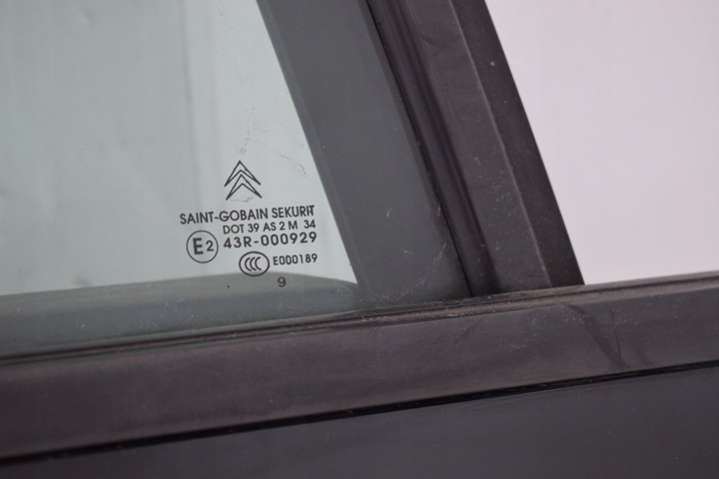 SAINT-GOBAIN SEKURIT
DOT 39 AS 2 M 34
E2 43R-000929
CCC E000189
9